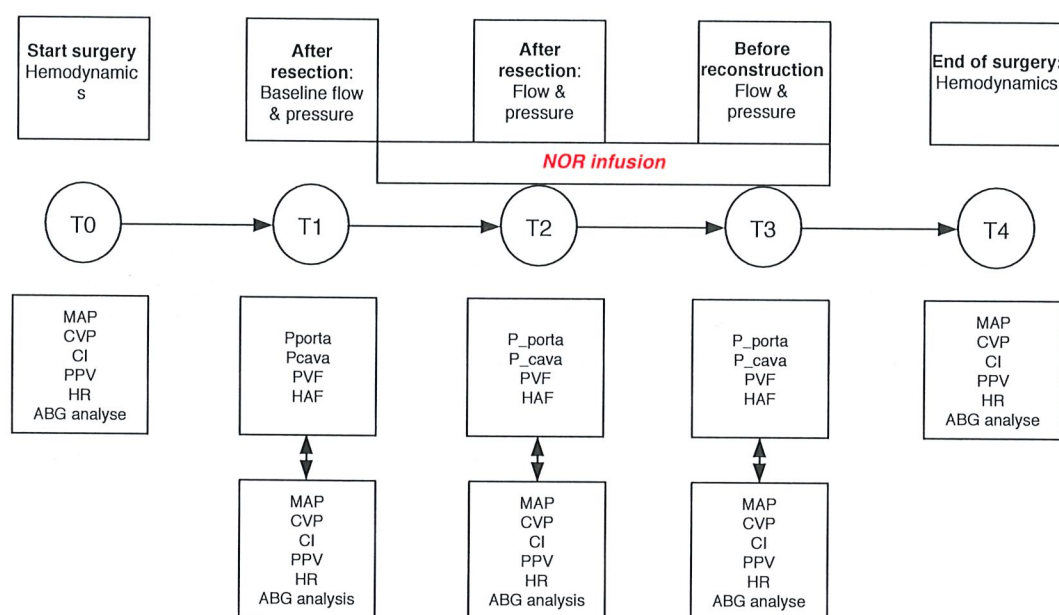 Start surgery
Hemodynamic
s
After
resection:
Baseline flow
& pressure
After
resection:
Flow &
pressure
Before
reconstruction
Flow &
pressure
End of surgery:
Hemodynamics
NOR infusion
T0
T1
T2
T3
T4
MAP
CVP
CI
PPV
HR
ABG analyse
Pporta
Pcava
PVF
HAF
P_porta
P_cava
PVF
HAF
P_porta
P_cava
PVF
HAF
MAP
CVP
CI
PPV
HR
ABG analyse
MAP
CVP
CI
PPV
HR
ABG analysis
MAP
CVP
CI
PPV
HR
ABG analysis
MAP
CVP
CI
PPV
HR
ABG analyse